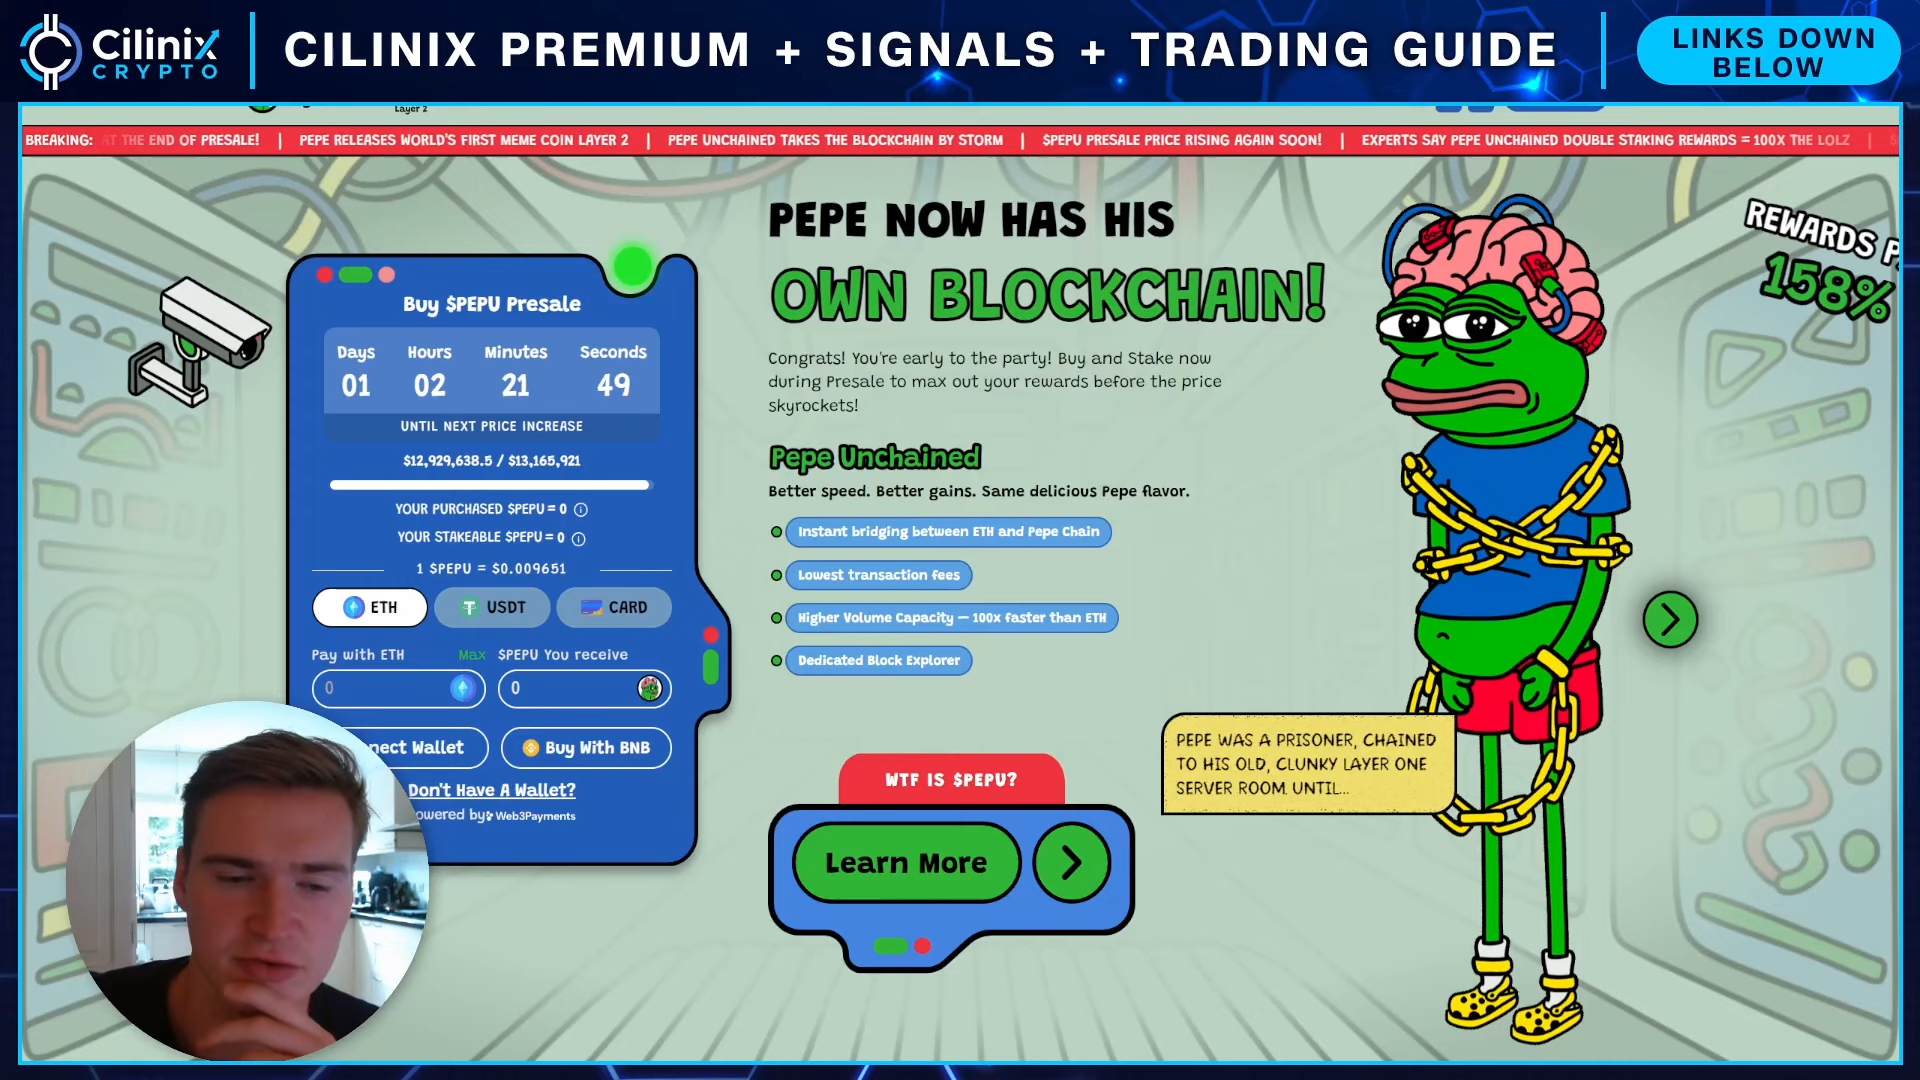 Cilinix
CRYPTO
CILINIX PREMIUM + SIGNALS + TRADING GUIDE
LINKS DOWN
BELOW
Layer 2
BREAKING: AT THE END OF PRESALE! | PEPE RELEASES WORLD'S FIRST MEME COIN LAYER 2 | PEPE UNCHAINED TAKES THE BLOCKCHAIN BY STORM | $PEPU PRESALE PRICE RISING AGAIN SOON! | EXPERTS SAY PEPE UNCHAINED DOUBLE STAKING REWARDS = 100X THE LOLZ |
PEPE NOW HAS HIS
OWN BLOCKCHAIN!
REWARDS
158%
Buy $PEPU Presale
Days Hours Minutes Seconds
01 02 21 49
UNTIL NEXT PRICE INCREASE
$12,929,638.5 / $13,165,921
YOUR PURCHASED $PEPU = 0
YOUR STAKEABLE $PEPU = 0
1 $PEPU = $0.009651
ETH USDT CARD
Pay with ETH Max $PEPU You receive
0 0
nect Wallet Buy With BNB
Don't Have A Wallet?
owered by Web3Payments
Congrats! You're early to the party! Buy and Stake now
during Presale to max out your rewards before the price
skyrockets!
Pepe Unchained
Better speed. Better gains. Same delicious Pepe flavor.
Instant bridging between ETH and Pepe Chain
Lowest transaction fees
Higher Volume Capacity — 100x faster than ETH
Dedicated Block Explorer
WTF IS $PEPU?
Learn More
PEPE WAS A PRISONER, CHAINED
TO HIS OLD, CLUNKY LAYER ONE
SERVER ROOM. UNTIL...